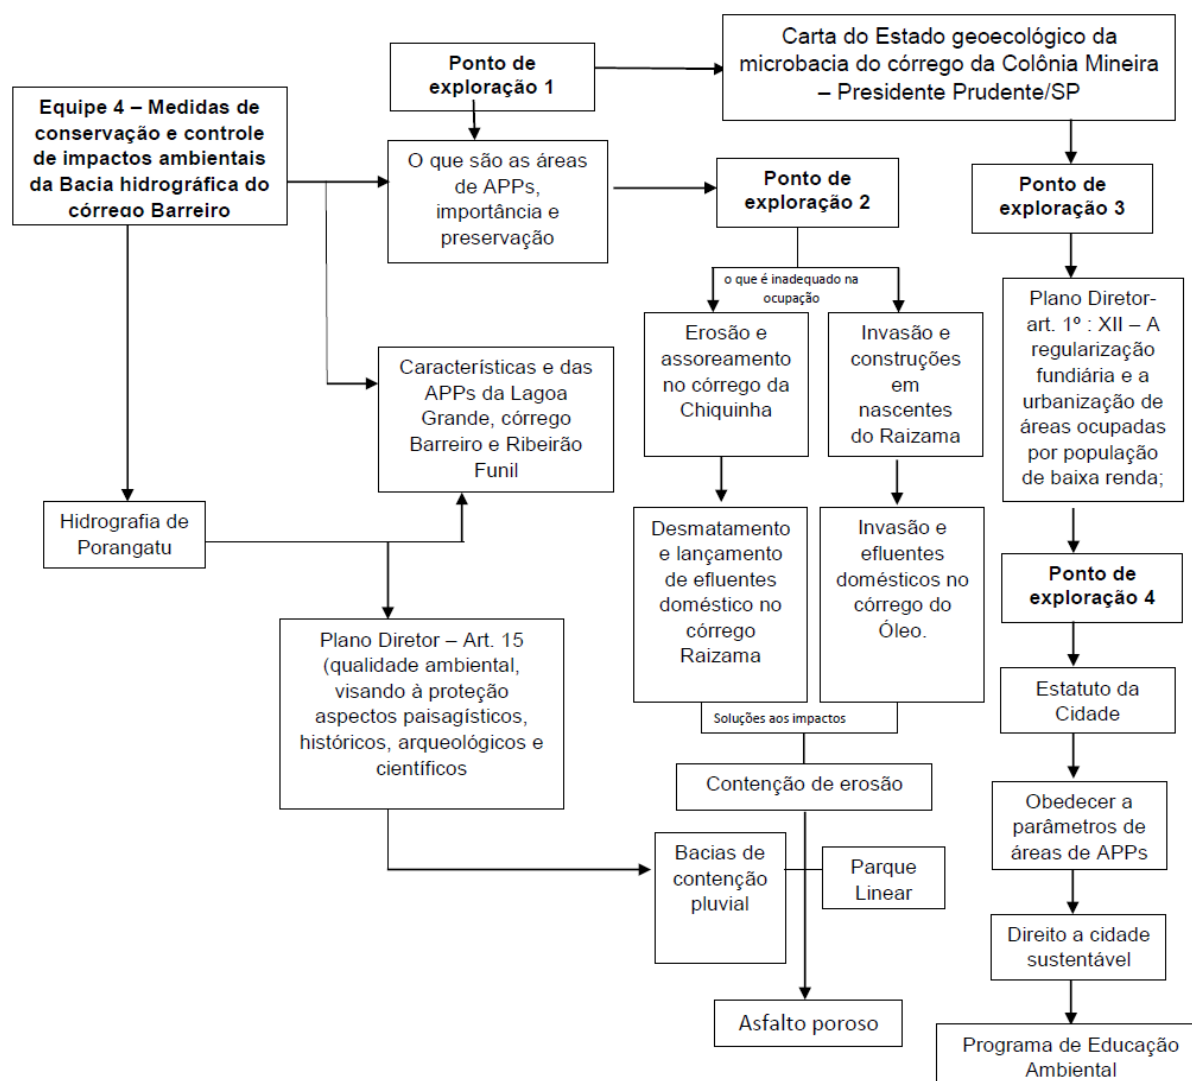 Equipe 4 – Medidas de
conservação e controle
de impactos ambientais
da Bacia hidrográfica do
córrego Barreiro
Ponto de
exploração 1
Carta do Estado geoecológico da
microbacia do córrego da Colônia Mineira
– Presidente Prudente/SP
O que são as áreas
de APPs,
importância e
preservação
Ponto de
exploração 2
Ponto de
exploração 3
o que é inadequado na
ocupação
Erosão e
assoreamento
no córrego da
Chiquinha
Invasão e
construções
em
nascentes
do Raizama
Plano Diretor-
art. 1º : XII – A
regularização
fundiária e a
urbanização de
áreas ocupadas
por população
de baixa renda;
Características e das
APPs da Lagoa
Grande, córrego
Barreiro e Ribeirão
Funil
Hidrografia de
Porangatu
Desmatamento
e lançamento
de efluentes
doméstico no
córrego
Raizama
Invasão e
efluentes
domésticos no
córrego do
Óleo.
Ponto de
exploração 4
Plano Diretor – Art. 15
(qualidade ambiental,
visando à proteção
aspectos paisagísticos,
históricos, arqueológicos e
científicos
Estatuto da
Cidade
Soluções aos impactos
Contenção de erosão
Obedecer a
parâmetros de
áreas de APPs
Bacias de
contenção
pluvial
Parque
Linear
Direito a cidade
sustentável
Asfalto poroso
Programa de Educação
Ambiental